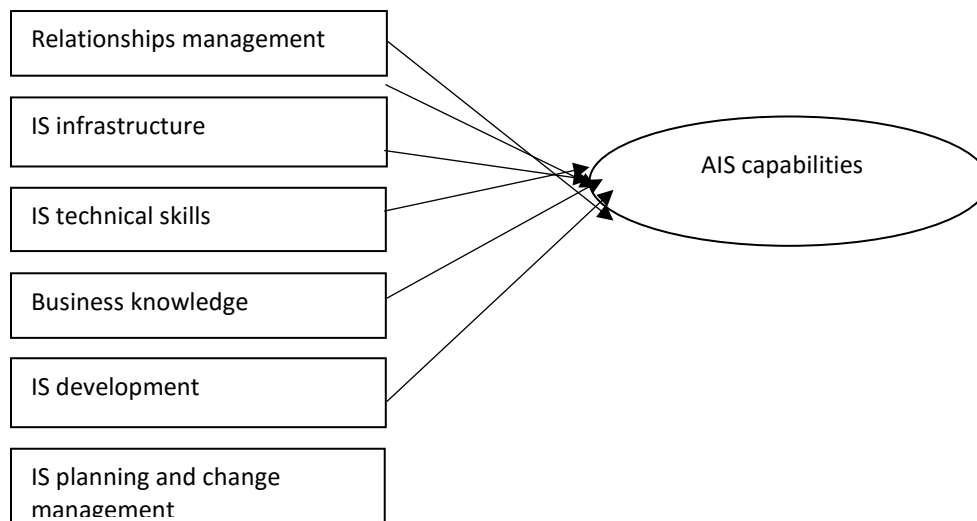 Relationships management
IS infrastructure
AIS capabilities
IS technical skills
Business knowledge
IS development
IS planning and change
management